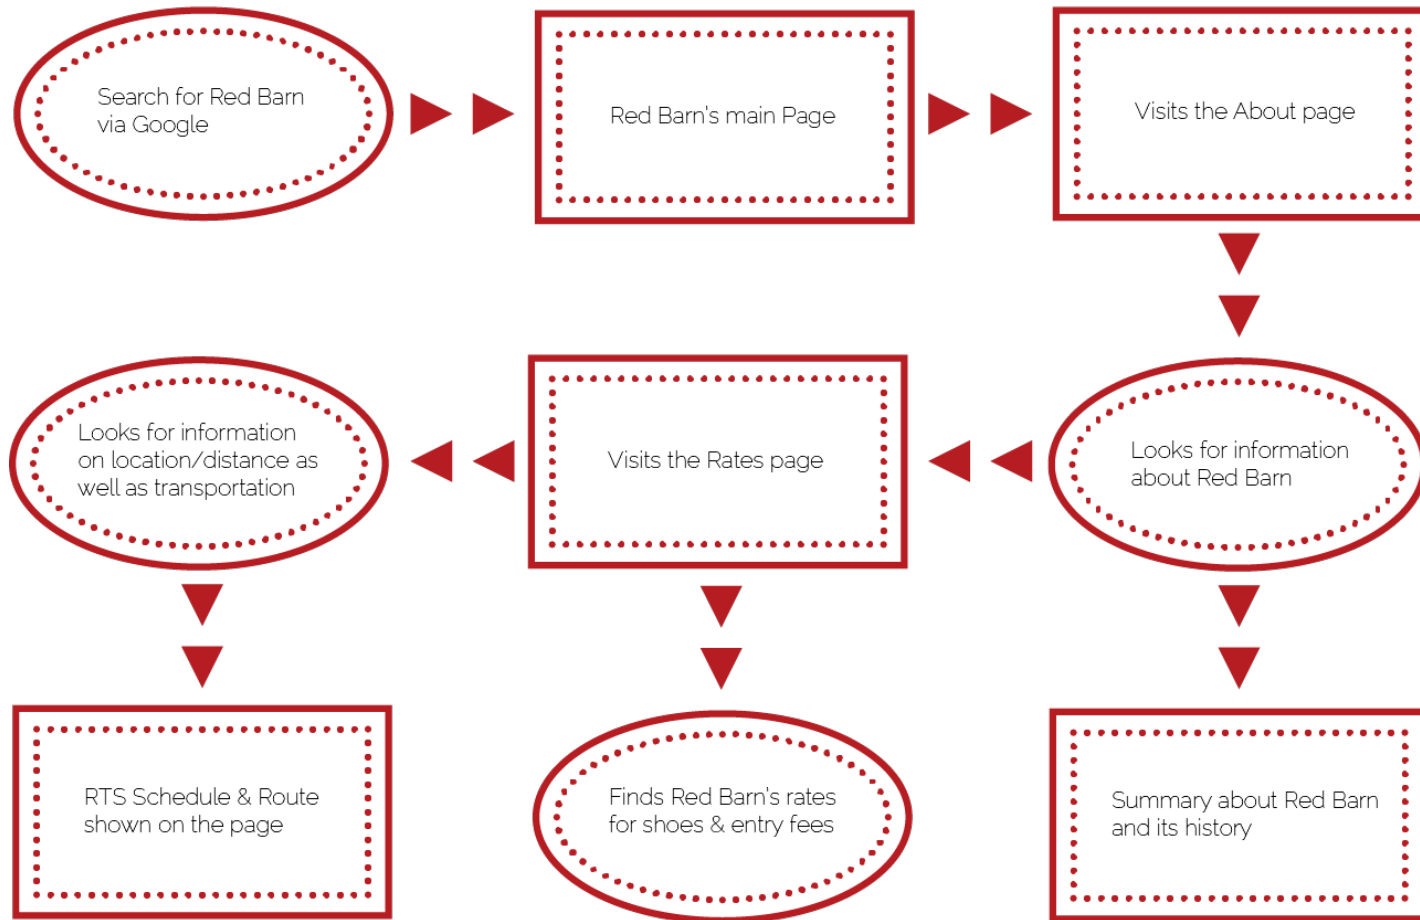 Search for Red Barn
via Google
Red Barn's main Page
Visits the About page
Looks for information
on location/distance as
well as transportation
Visits the Rates page
Looks for information
about Red Barn
RTS Schedule & Route
shown on the page
Finds Red Barn's rates
for shoes & entry fees
Summary about Red Barn
and its history